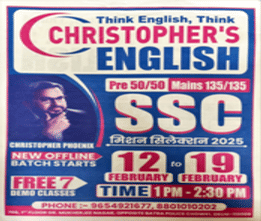 Think English, Think
CHRISTOPHER'S
ENGLISH
Pre 50/50 Mains 135/135
SSC
मिशन सिलेक्शन 2025
CHRISTOPHER PHOENIX
NEW OFFLINE
BATCH STARTS
12 TO 19
FEBRUARY FEBRUARY
FREE 7
DEMO CLASSES
TIME 1 PM - 2:30 PM
PHONE :- 9654921677, 8801010202